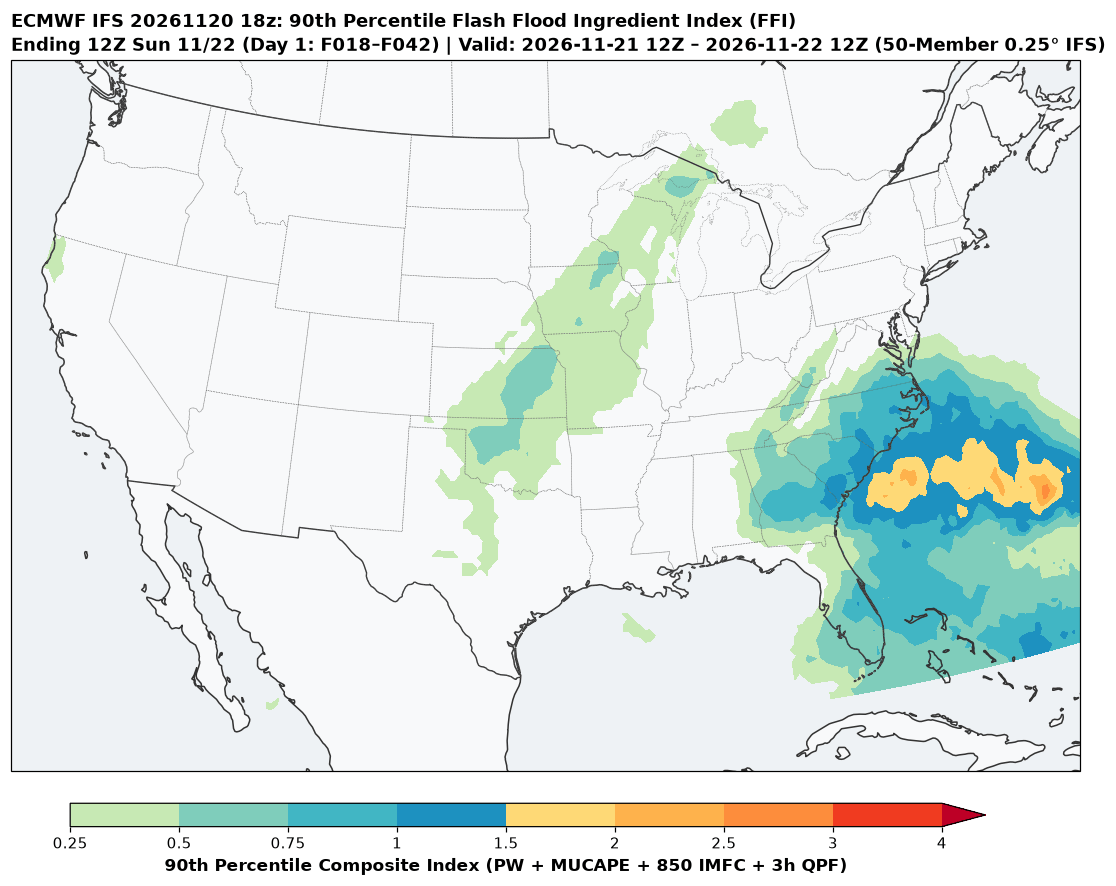 ECMWF IFS 20261120 18z: 90th Percentile Flash Flood Ingredient Index (FFI)
Ending 12Z Sun 11/22 (Day 1: F018–F042) | Valid: 2026-11-21 12Z – 2026-11-22 12Z (50-Member 0.25° IFS)
0.25 0.5 0.75 1 1.5 2 2.5 3 4
90th Percentile Composite Index (PW + MUCAPE + 850 IMFC + 3h QPF)